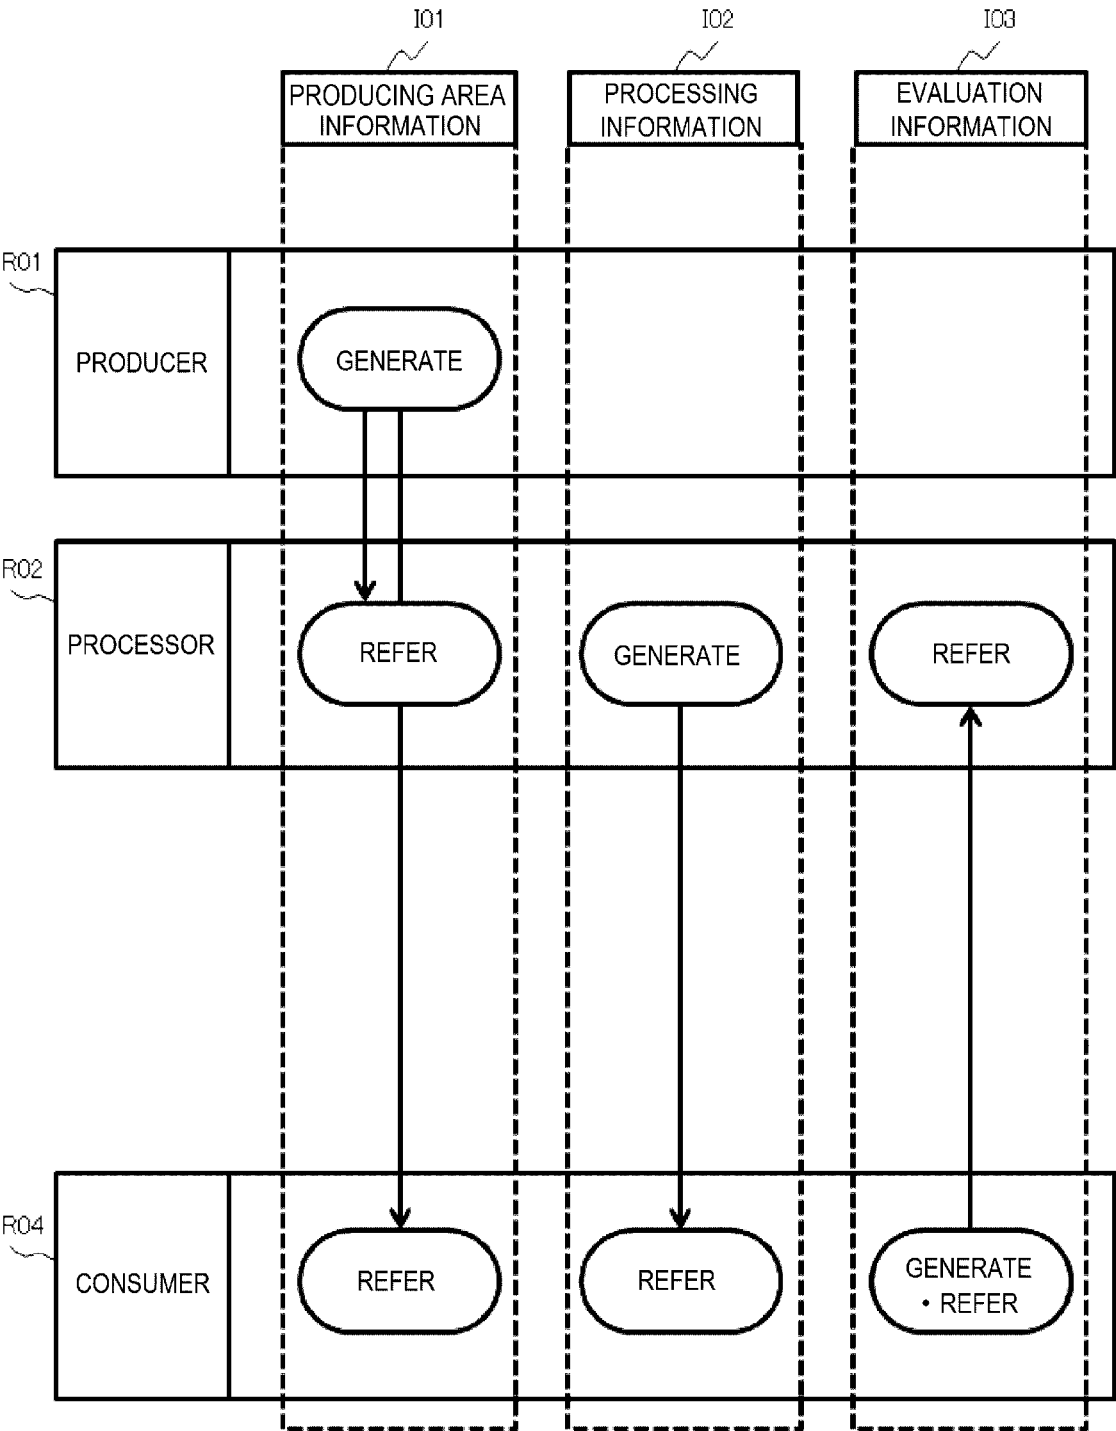 I01
I02
I03
PRODUCING AREA
INFORMATION
PROCESSING
INFORMATION
EVALUATION
INFORMATION
R01
PRODUCER
GENERATE
R02
PROCESSOR
REFER
GENERATE
REFER
R04
CONSUMER
REFER
REFER
GENERATE
• REFER